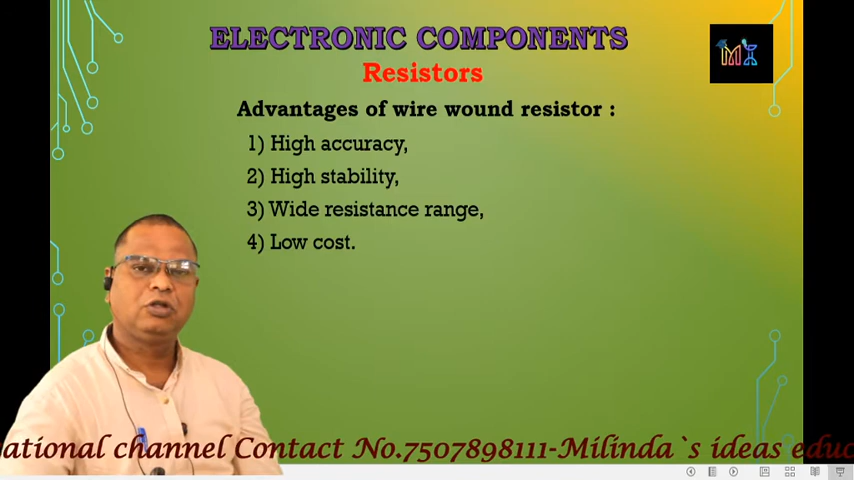 ELECTRONIC COMPONENTS
Resistors
Advantages of wire wound resistor :
1) High accuracy,
2) High stability,
3) Wide resistance range,
4) Low cost.
ational channel Contact No.7507898111-Milinda`s ideas educ